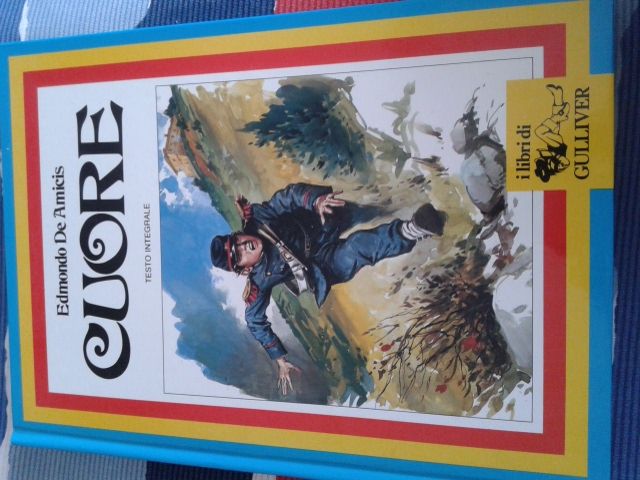 Edmondo De Amicis
CUORE
TESTO INTEGRALE
i libri di
GULLIVER